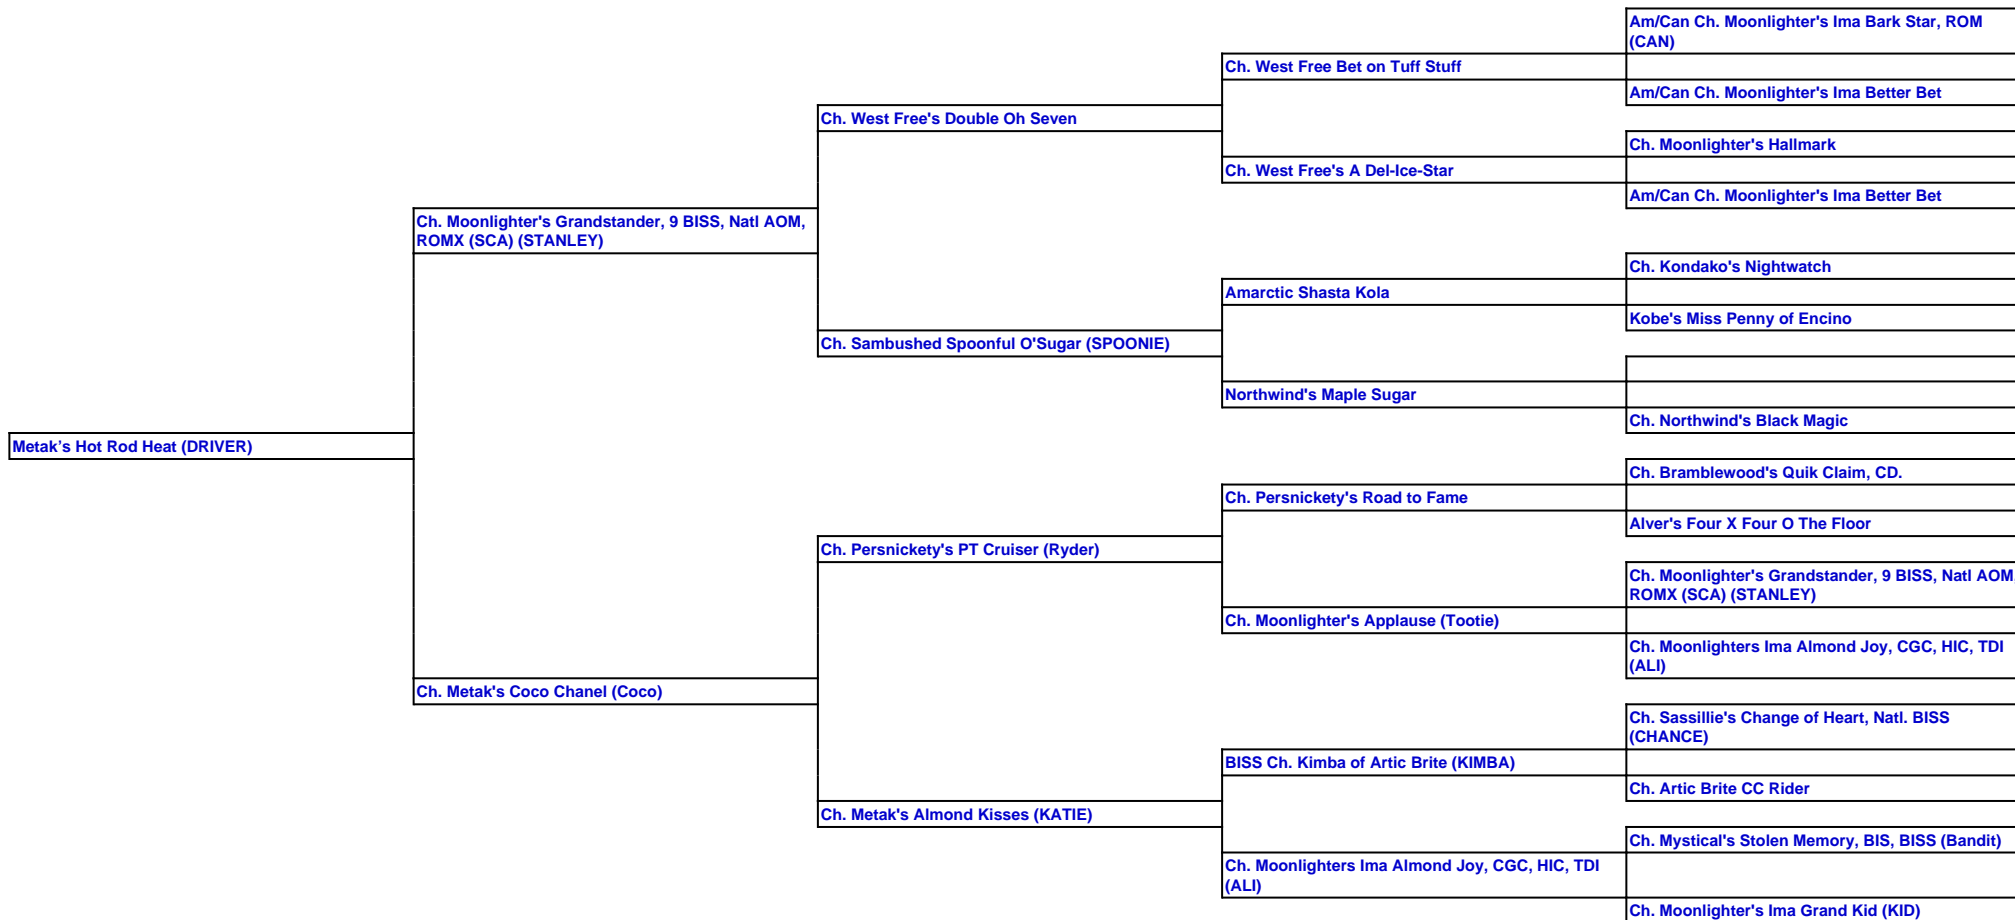 Am/Can Ch. Moonlighter's Ima Bark Star, ROM
(CAN)
Ch. West Free Bet on Tuff Stuff
Am/Can Ch. Moonlighter's Ima Better Bet
Ch. West Free's Double Oh Seven
Ch. Moonlighter's Hallmark
Ch. West Free's A Del-Ice-Star
Am/Can Ch. Moonlighter's Ima Better Bet
Ch. Moonlighter's Grandstander, 9 BISS, Natl AOM,
ROMX (SCA) (STANLEY)
Ch. Kondako's Nightwatch
Amarctic Shasta Kola
Kobe's Miss Penny of Encino
Ch. Sambushed Spoonful O'Sugar (SPOONIE)
Northwind's Maple Sugar
Ch. Northwind's Black Magic
Metak’s Hot Rod Heat (DRIVER)
Ch. Bramblewood's Quik Claim, CD.
Ch. Persnickety's Road to Fame
Alver's Four X Four O The Floor
Ch. Persnickety's PT Cruiser (Ryder)
Ch. Moonlighter's Grandstander, 9 BISS, Natl AOM,
ROMX (SCA) (STANLEY)
Ch. Moonlighter's Applause (Tootie)
Ch. Moonlighters Ima Almond Joy, CGC, HIC, TDI
(ALI)
Ch. Metak's Coco Chanel (Coco)
Ch. Sassillie's Change of Heart, Natl. BISS
(CHANCE)
BISS Ch. Kimba of Artic Brite (KIMBA)
Ch. Artic Brite CC Rider
Ch. Metak's Almond Kisses (KATIE)
Ch. Mystical's Stolen Memory, BIS, BISS (Bandit)
Ch. Moonlighters Ima Almond Joy, CGC, HIC, TDI
(ALI)
Ch. Moonlighter's Ima Grand Kid (KID)